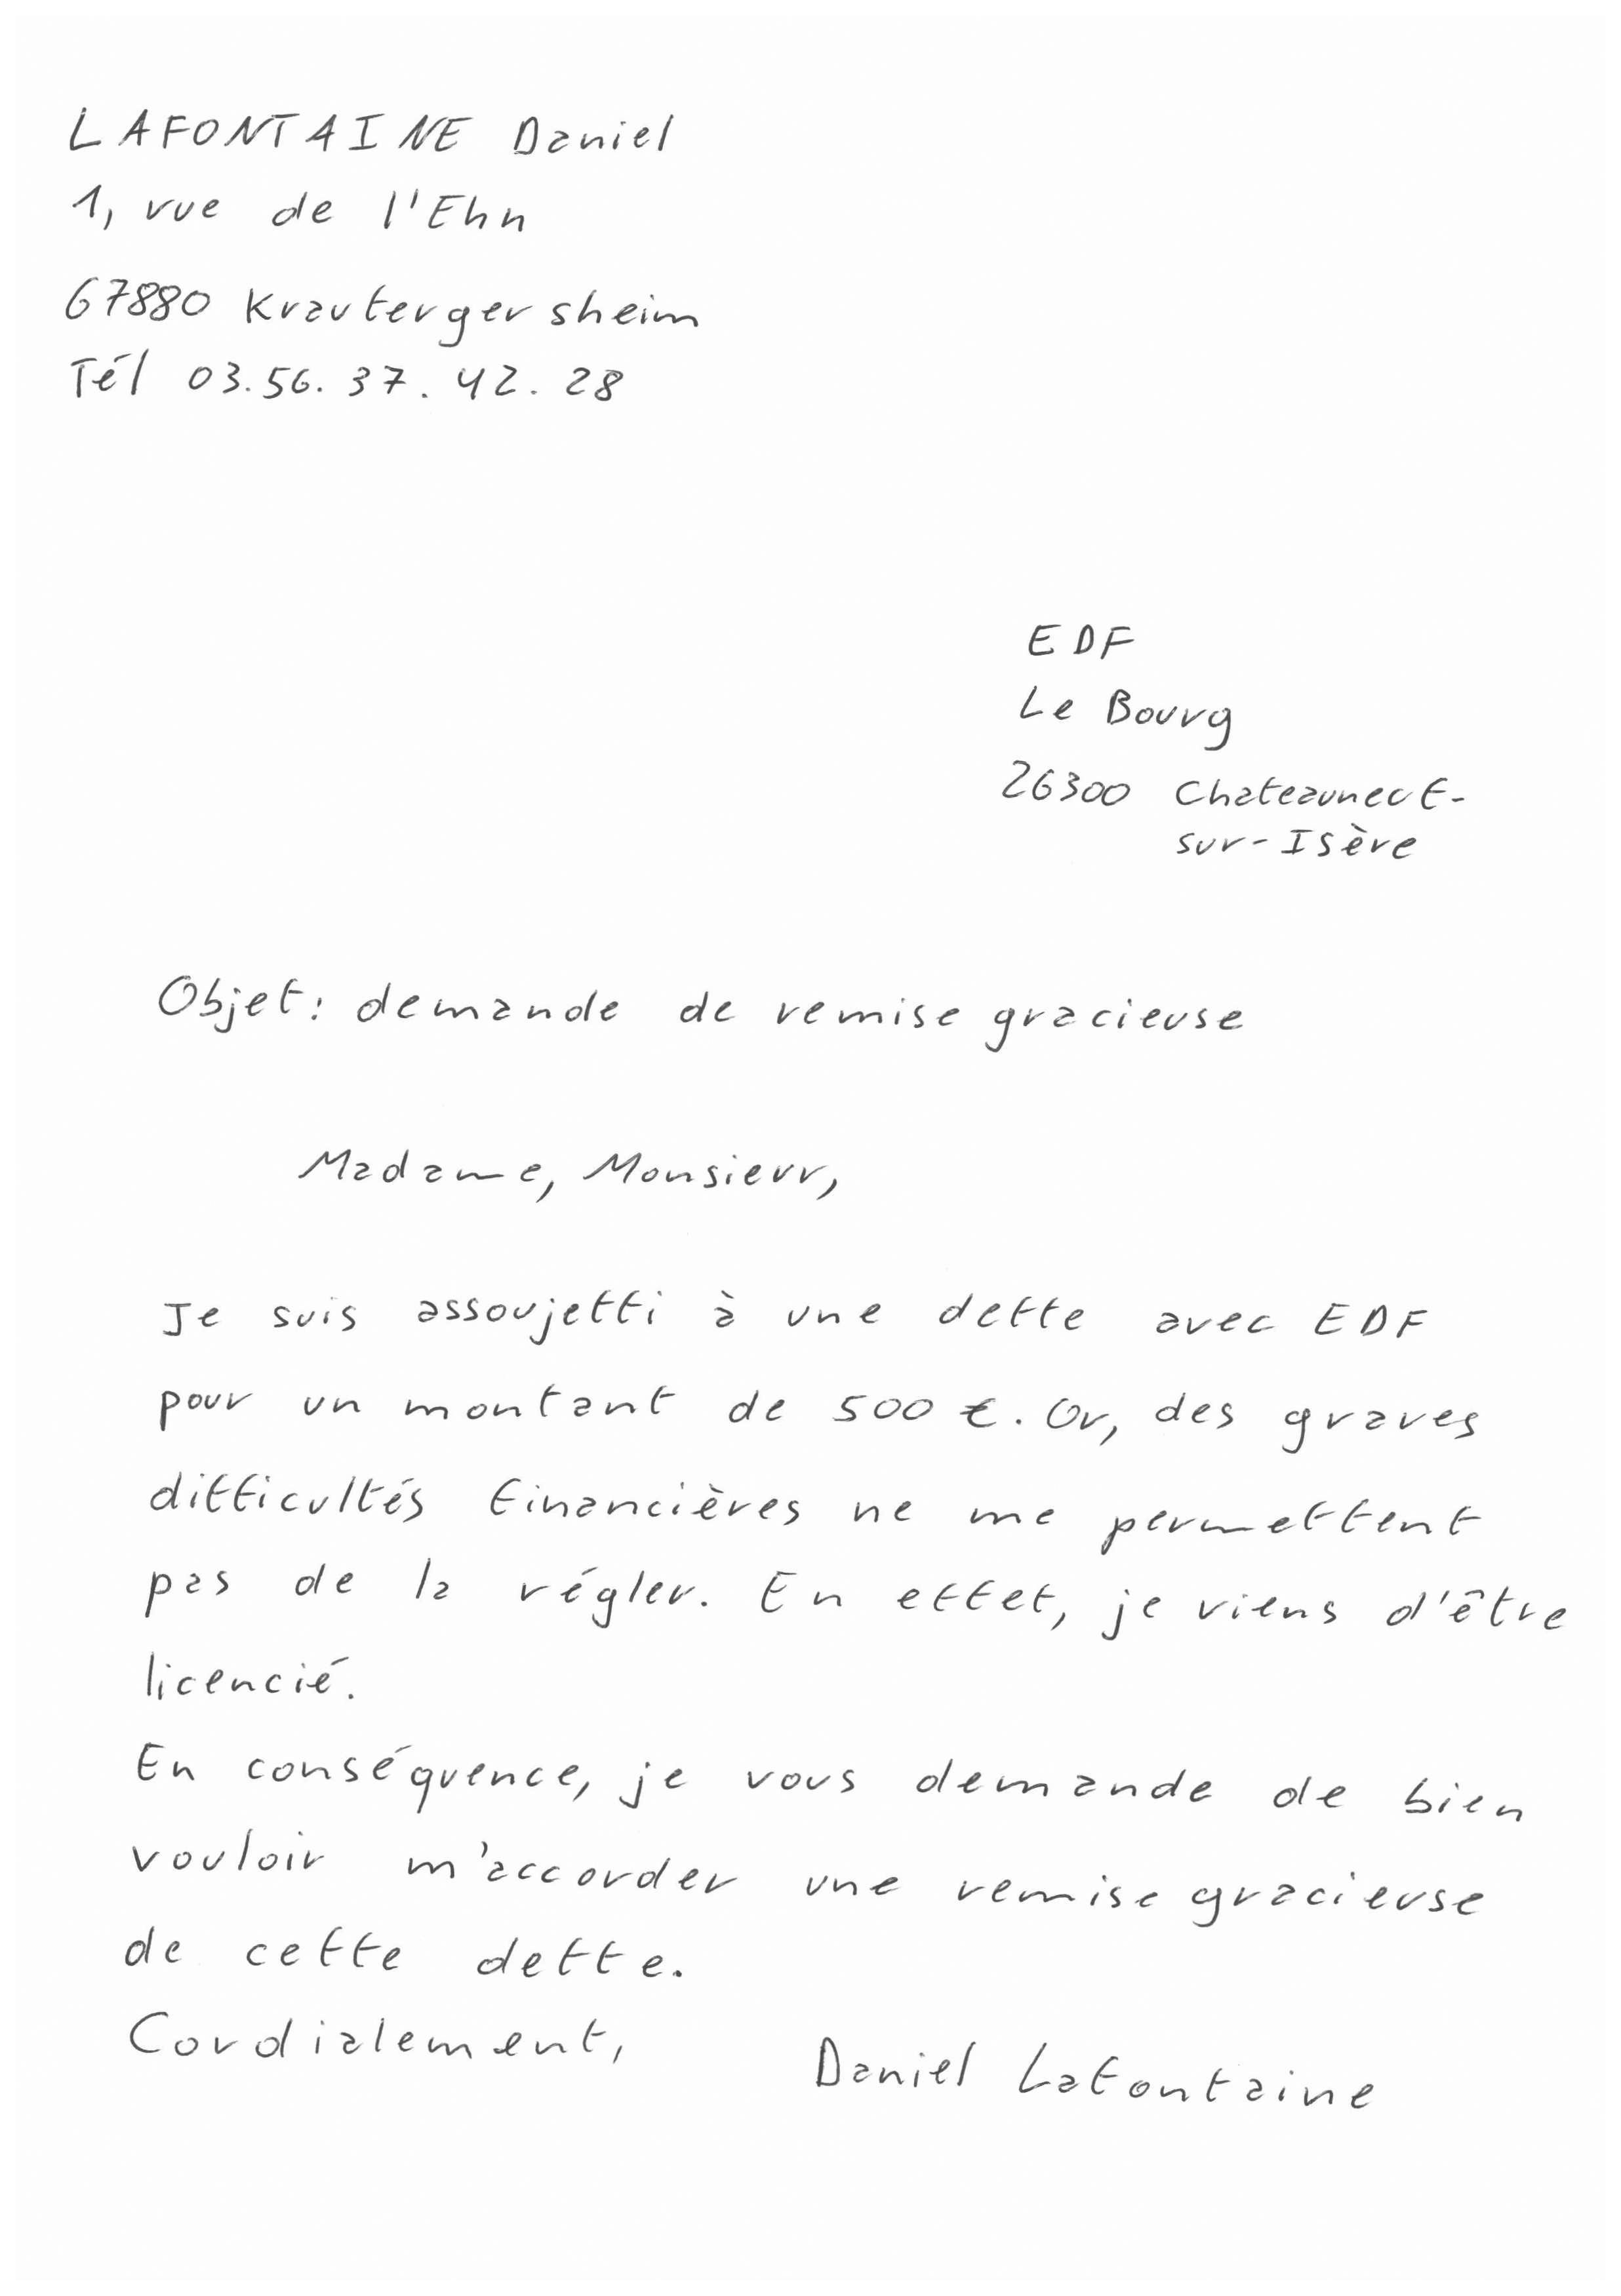 LAFONTAINE Daniel
1, rue de l'Ehn
67880 Krautergersheim
Tél 03.56.37.42.28
EDF
Le Bourg
26300 Chateauneuf-
sur-Isère
Objet: demande de remise gracieuse
Madame, Monsieur,
Je suis assoujetti à une dette avec EDF
pour un montant de 500 €. Or, des graves
difficultés financières ne me permettent
pas de la régler. En effet, je viens d'être
licencié.
En conséquence, je vous demande de bien
vouloir m'accorder une remise gracieuse
de cette dette.
Cordialement,
Daniel Lafontaine